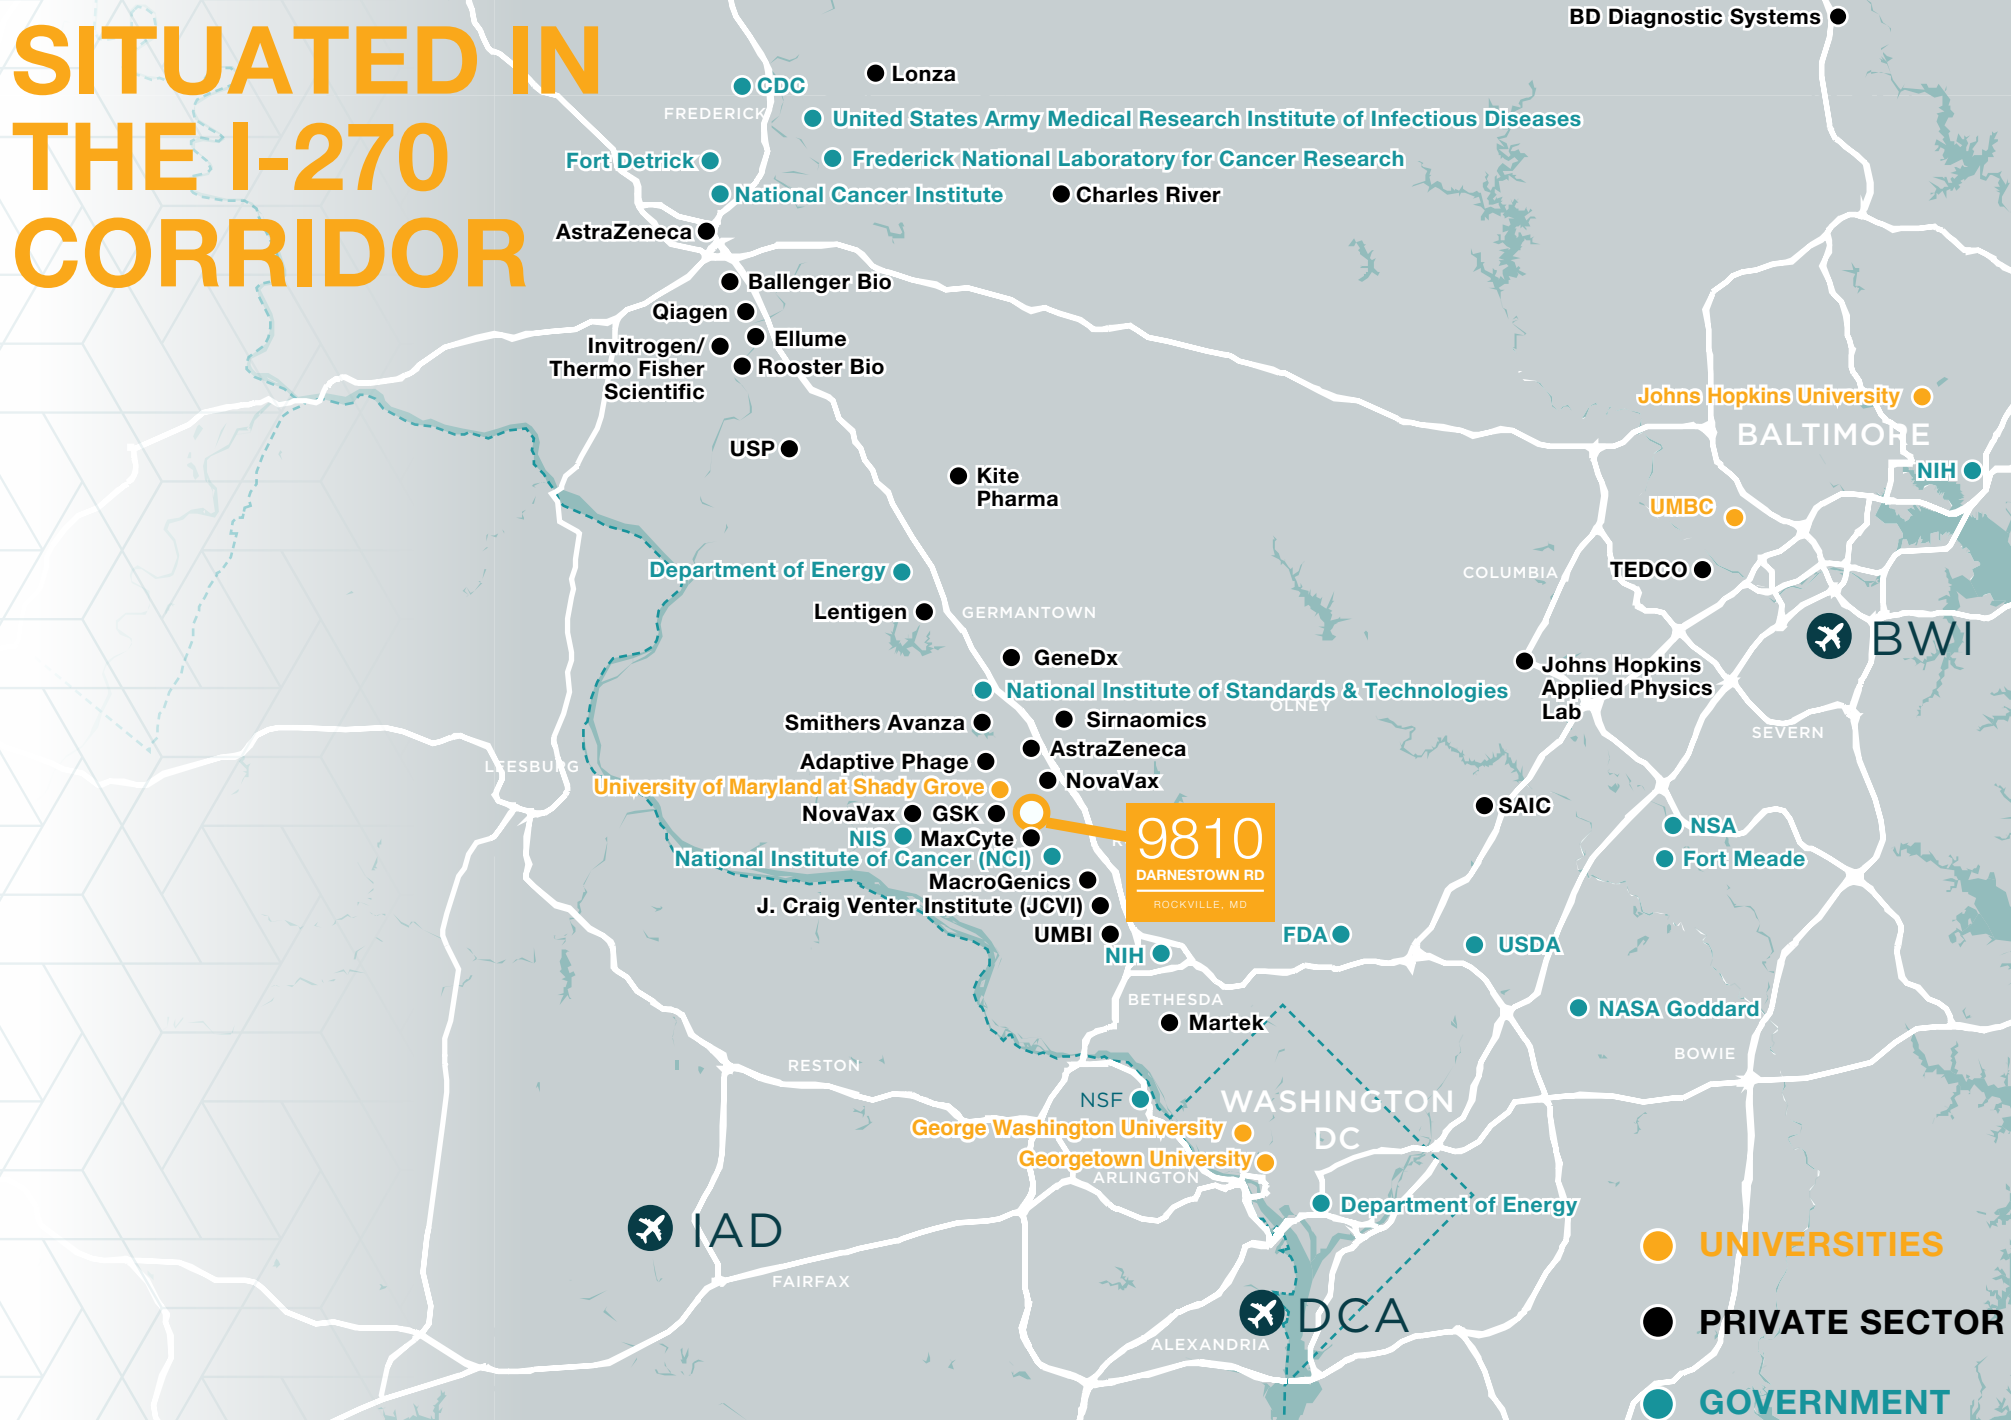 SITUATED IN
THE I-270
CORRIDOR
BD Diagnostic Systems
Lonza
CDC
FREDERICK
United States Army Medical Research Institute of Infectious Diseases
Fort Detrick
Frederick National Laboratory for Cancer Research
National Cancer Institute
Charles River
AstraZeneca
Ballenger Bio
Qiagen
Ellume
Invitrogen/
Thermo Fisher
Scientific
Rooster Bio
Johns Hopkins University
BALTIMORE
USP
Kite
Pharma
NIH
UMBC
Department of Energy
COLUMBIA
TEDCO
Lentigen
GERMANTOWN
BWI
GeneDx
Johns Hopkins
Applied Physics
Lab
National Institute of Standards & Technologies
OLNEY
Smithers Avanza
Sirnaomics
SEVERN
AstraZeneca
Adaptive Phage
LEESBURG
NovaVax
University of Maryland at Shady Grove
NovaVax
GSK
SAIC
NIS
MaxCyte
9810
DARNESTOWN RD
ROCKVILLE, MD
NSA
National Institute of Cancer (NCI)
Fort Meade
MacroGenics
J. Craig Venter Institute (JCVI)
UMBI
FDA
USDA
NIH
BETHESDA
NASA Goddard
Martek
BOWIE
RESTON
NSF
WASHINGTON
DC
George Washington University
Georgetown University
ARLINGTON
Department of Energy
IAD
UNIVERSITIES
FAIRFAX
DCA
PRIVATE SECTOR
ALEXANDRIA
GOVERNMENT